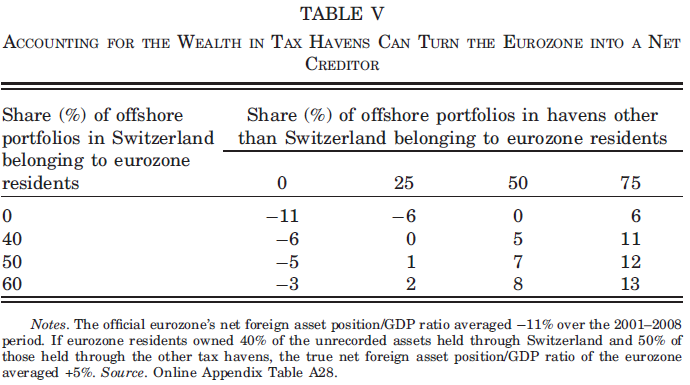 TABLE V
ACCOUNTING FOR THE WEALTH IN TAX HAVENS CAN TURN THE EUROZONE INTO A NET
CREDITOR
Share (%) of offshore portfolios in Switzerland belonging to eurozone residents
Share (%) of offshore portfolios in havens other
than Switzerland belonging to eurozone residents
0 25 50 75
0 −11 −6 0 6
40 −6 0 5 11
50 −5 1 7 12
60 −3 2 8 13
Notes. The official eurozone's net foreign asset position/GDP ratio averaged −11% over the 2001–2008
period. If eurozone residents owned 40% of the unrecorded assets held through Switzerland and 50% of
those held through the other tax havens, the true net foreign asset position/GDP ratio of the eurozone
averaged +5%. Source. Online Appendix Table A28.